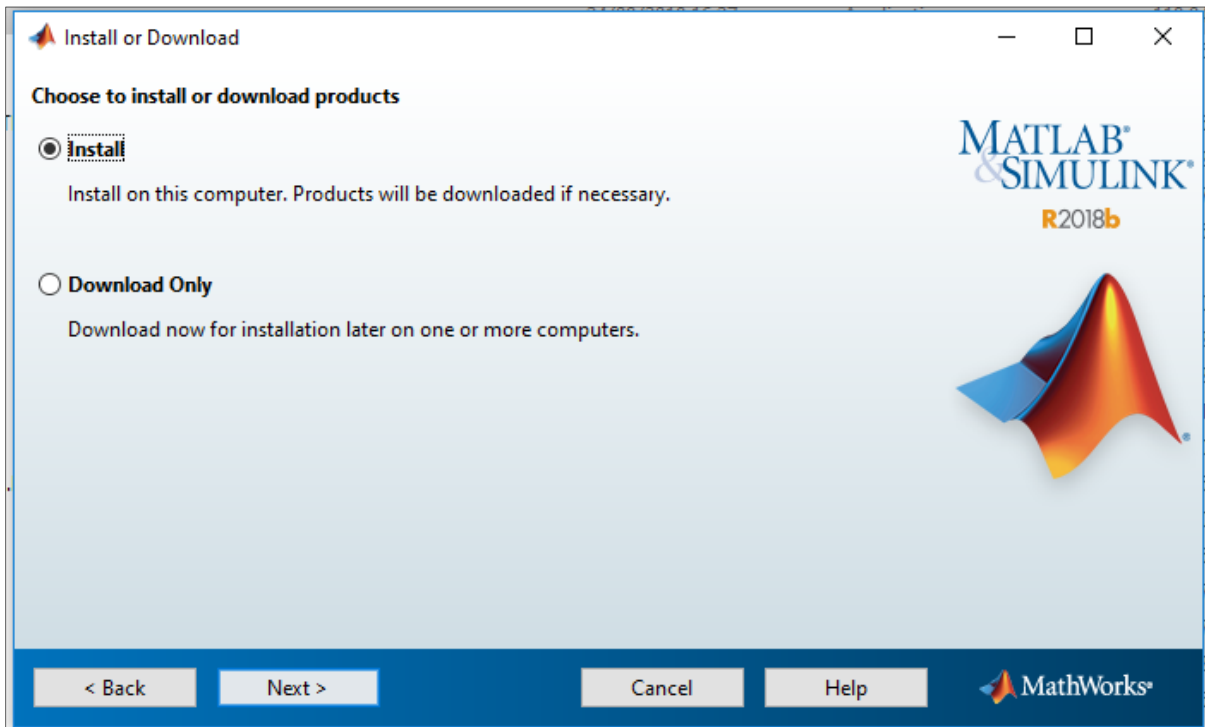 Install or Download
Choose to install or download products
Install
Install on this computer. Products will be downloaded if necessary.
Download Only
Download now for installation later on one or more computers.
MATLAB®
&SIMULINK®
R2018b
®
< Back
Next >
Cancel
Help
MathWorks®